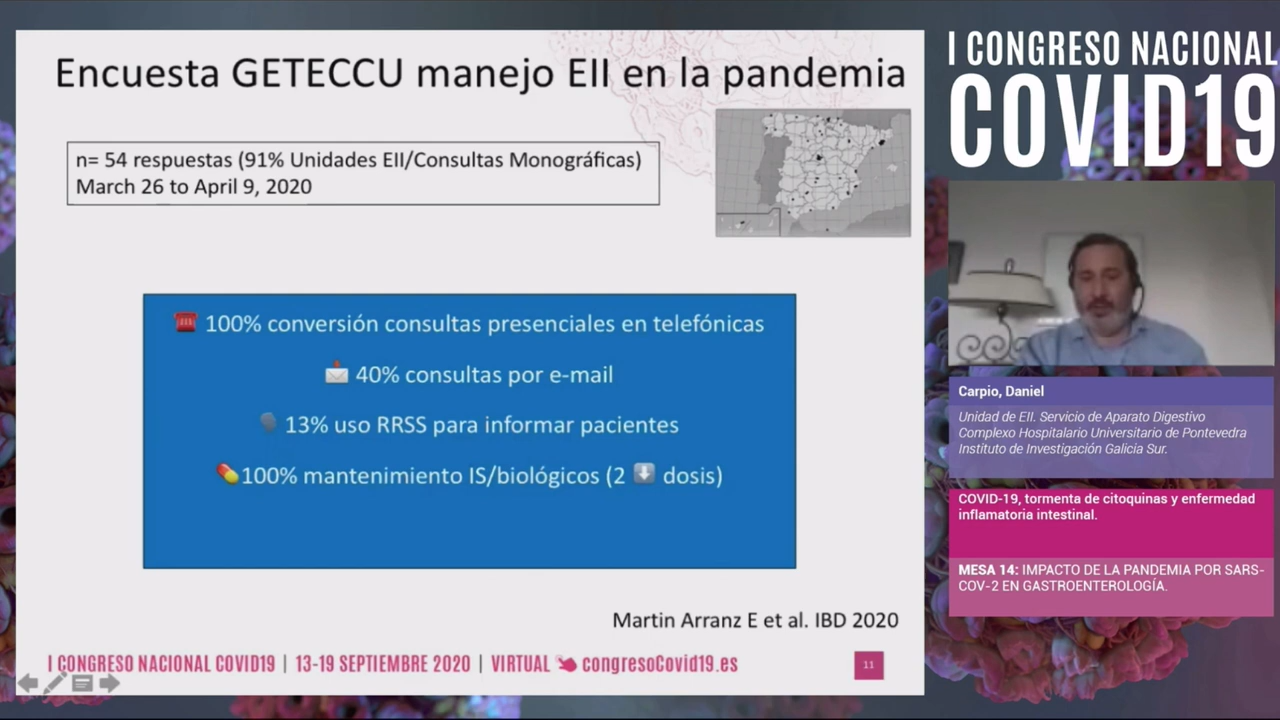 Encuesta GETECCU manejo EII en la pandemia
n= 54 respuestas (91% Unidades EII/Consultas Monográficas)
March 26 to April 9, 2020
100% conversión consultas presenciales en telefónicas
40% consultas por e-mail
13% uso RRSS para informar pacientes
100% mantenimiento IS/biológicos (2 ⬇️ dosis)
Martin Arranz E et al. IBD 2020
I CONGRESO NACIONAL COVID19 | 13-19 SEPTIEMBRE 2020 | VIRTUAL congresoCovid19.es
11
I CONGRESO NACIONAL
COVID19
Carpio, Daniel
Unidad de EII. Servicio de Aparato Digestivo
Complexo Hospitalario Universitario de Pontevedra
Instituto de Investigación Galicia Sur.
COVID-19, tormenta de citoquinas y enfermedad
inflamatoria intestinal.
MESA 14: IMPACTO DE LA PANDEMIA POR SARS-
COV-2 EN GASTROENTEROLOGÍA.